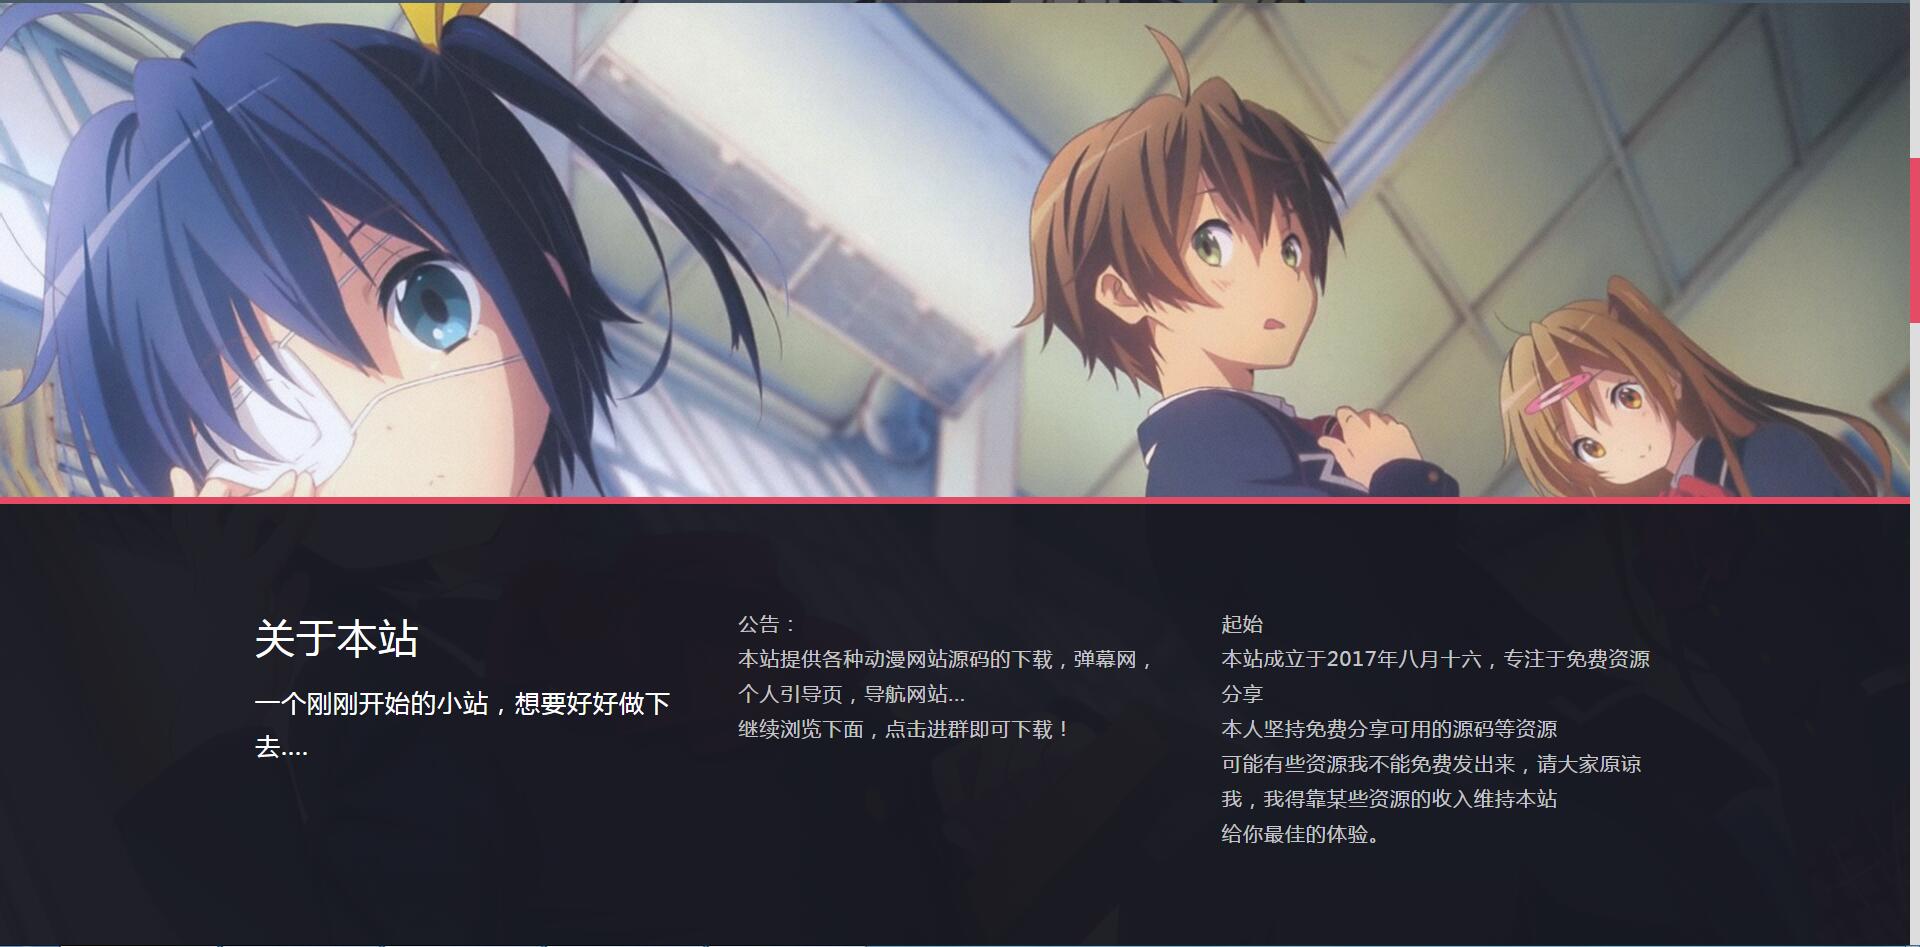 关于本站
一个刚刚开始的小站，想要好好做下
去....
公告：
本站提供各种动漫网站源码的下载，弹幕网，
个人引导页，导航网站...
继续浏览下面，点击进群即可下载！
起始
本站成立于2017年八月十六，专注于免费资源
分享
本人坚持免费分享可用的源码等资源
可能有些资源我不能免费发出来，请大家原谅
我，我得靠某些资源的收入维持本站
给你最佳的体验。